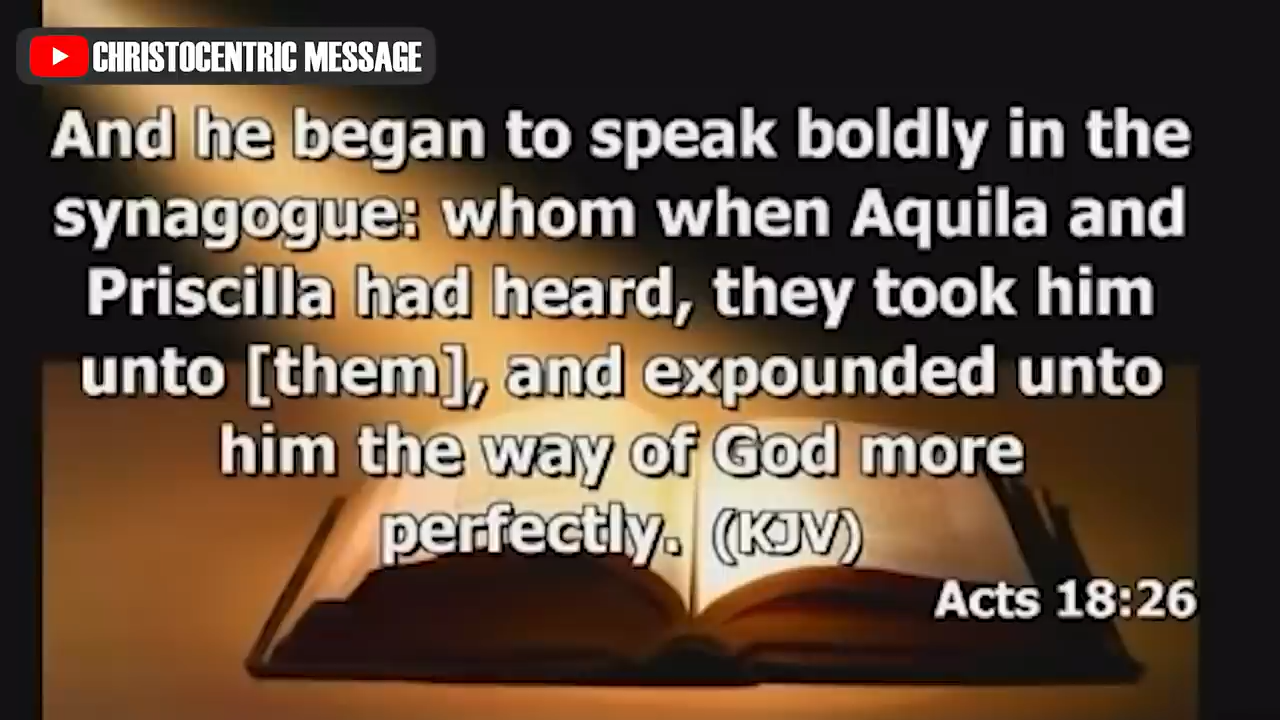 CHRISTOCENTRIC MESSAGE
And he began to speak boldly in the
synagogue: whom when Aquila and
Priscilla had heard, they took him
unto [them], and expounded unto
him the way of God more
perfectly. (KJV)
Acts 18:26